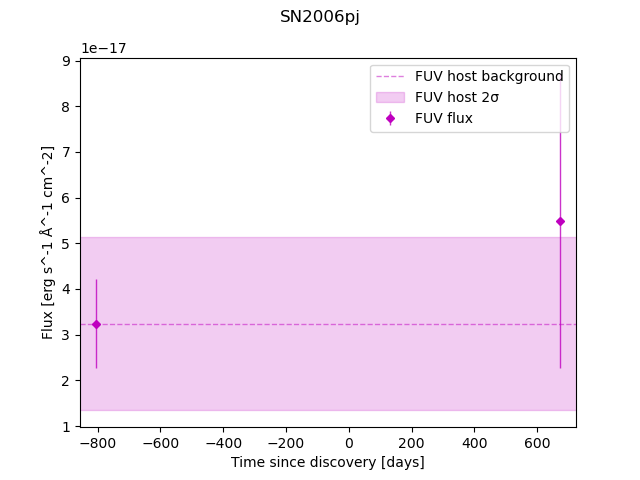 SN2006pj
1e−17
FUV host background
FUV host 2σ
FUV flux
9
8
7
6
5
4
3
2
1
Flux [erg s^-1 Å^-1 cm^-2]
−800 −600 −400 −200 0 200 400 600
Time since discovery [days]